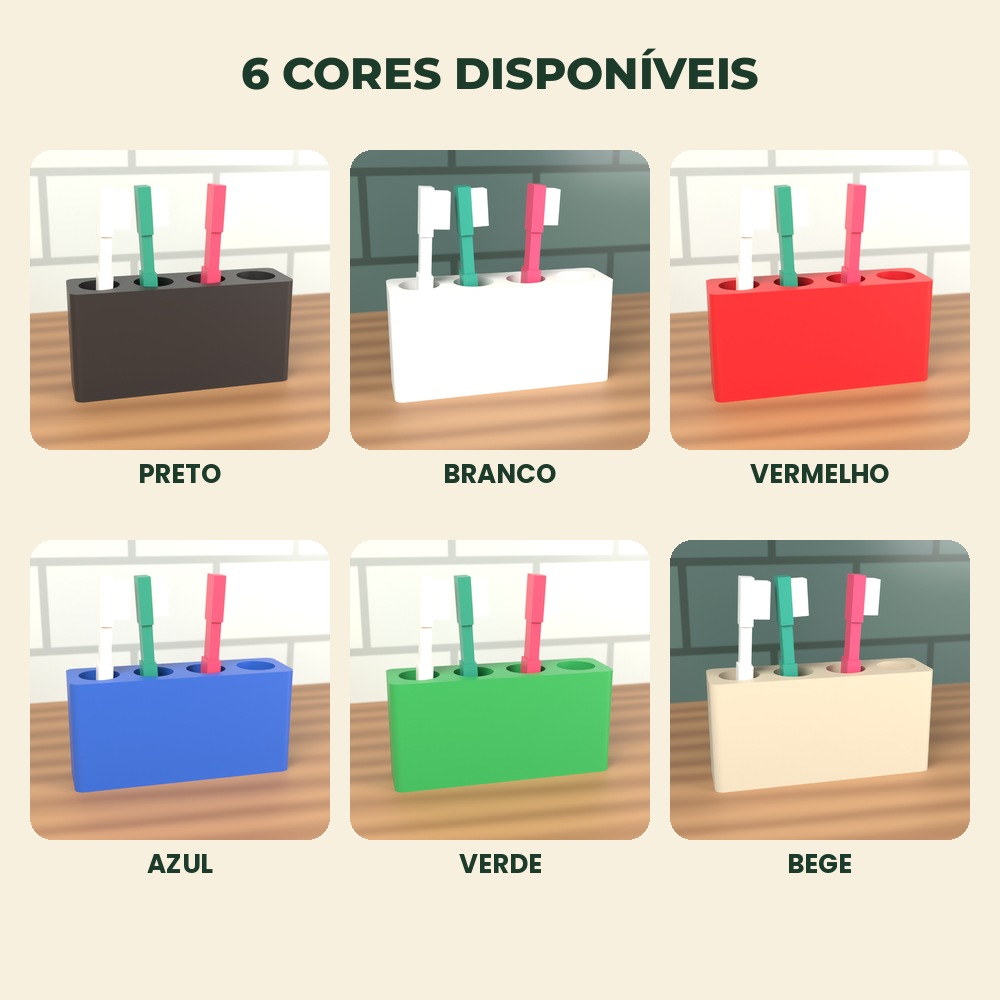 6 CORES DISPONÍVEIS
PRETO
BRANCO
VERMELHO
AZUL
VERDE
BEGE